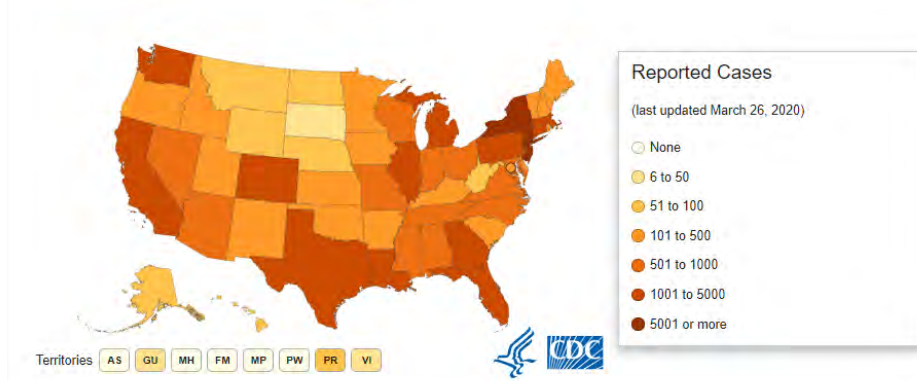 Reported Cases
(last updated March 26, 2020)
None
6 to 50
51 to 100
101 to 500
501 to 1000
1001 to 5000
5001 or more
Territories AS GU MH FM MP PW PR VI
CDC